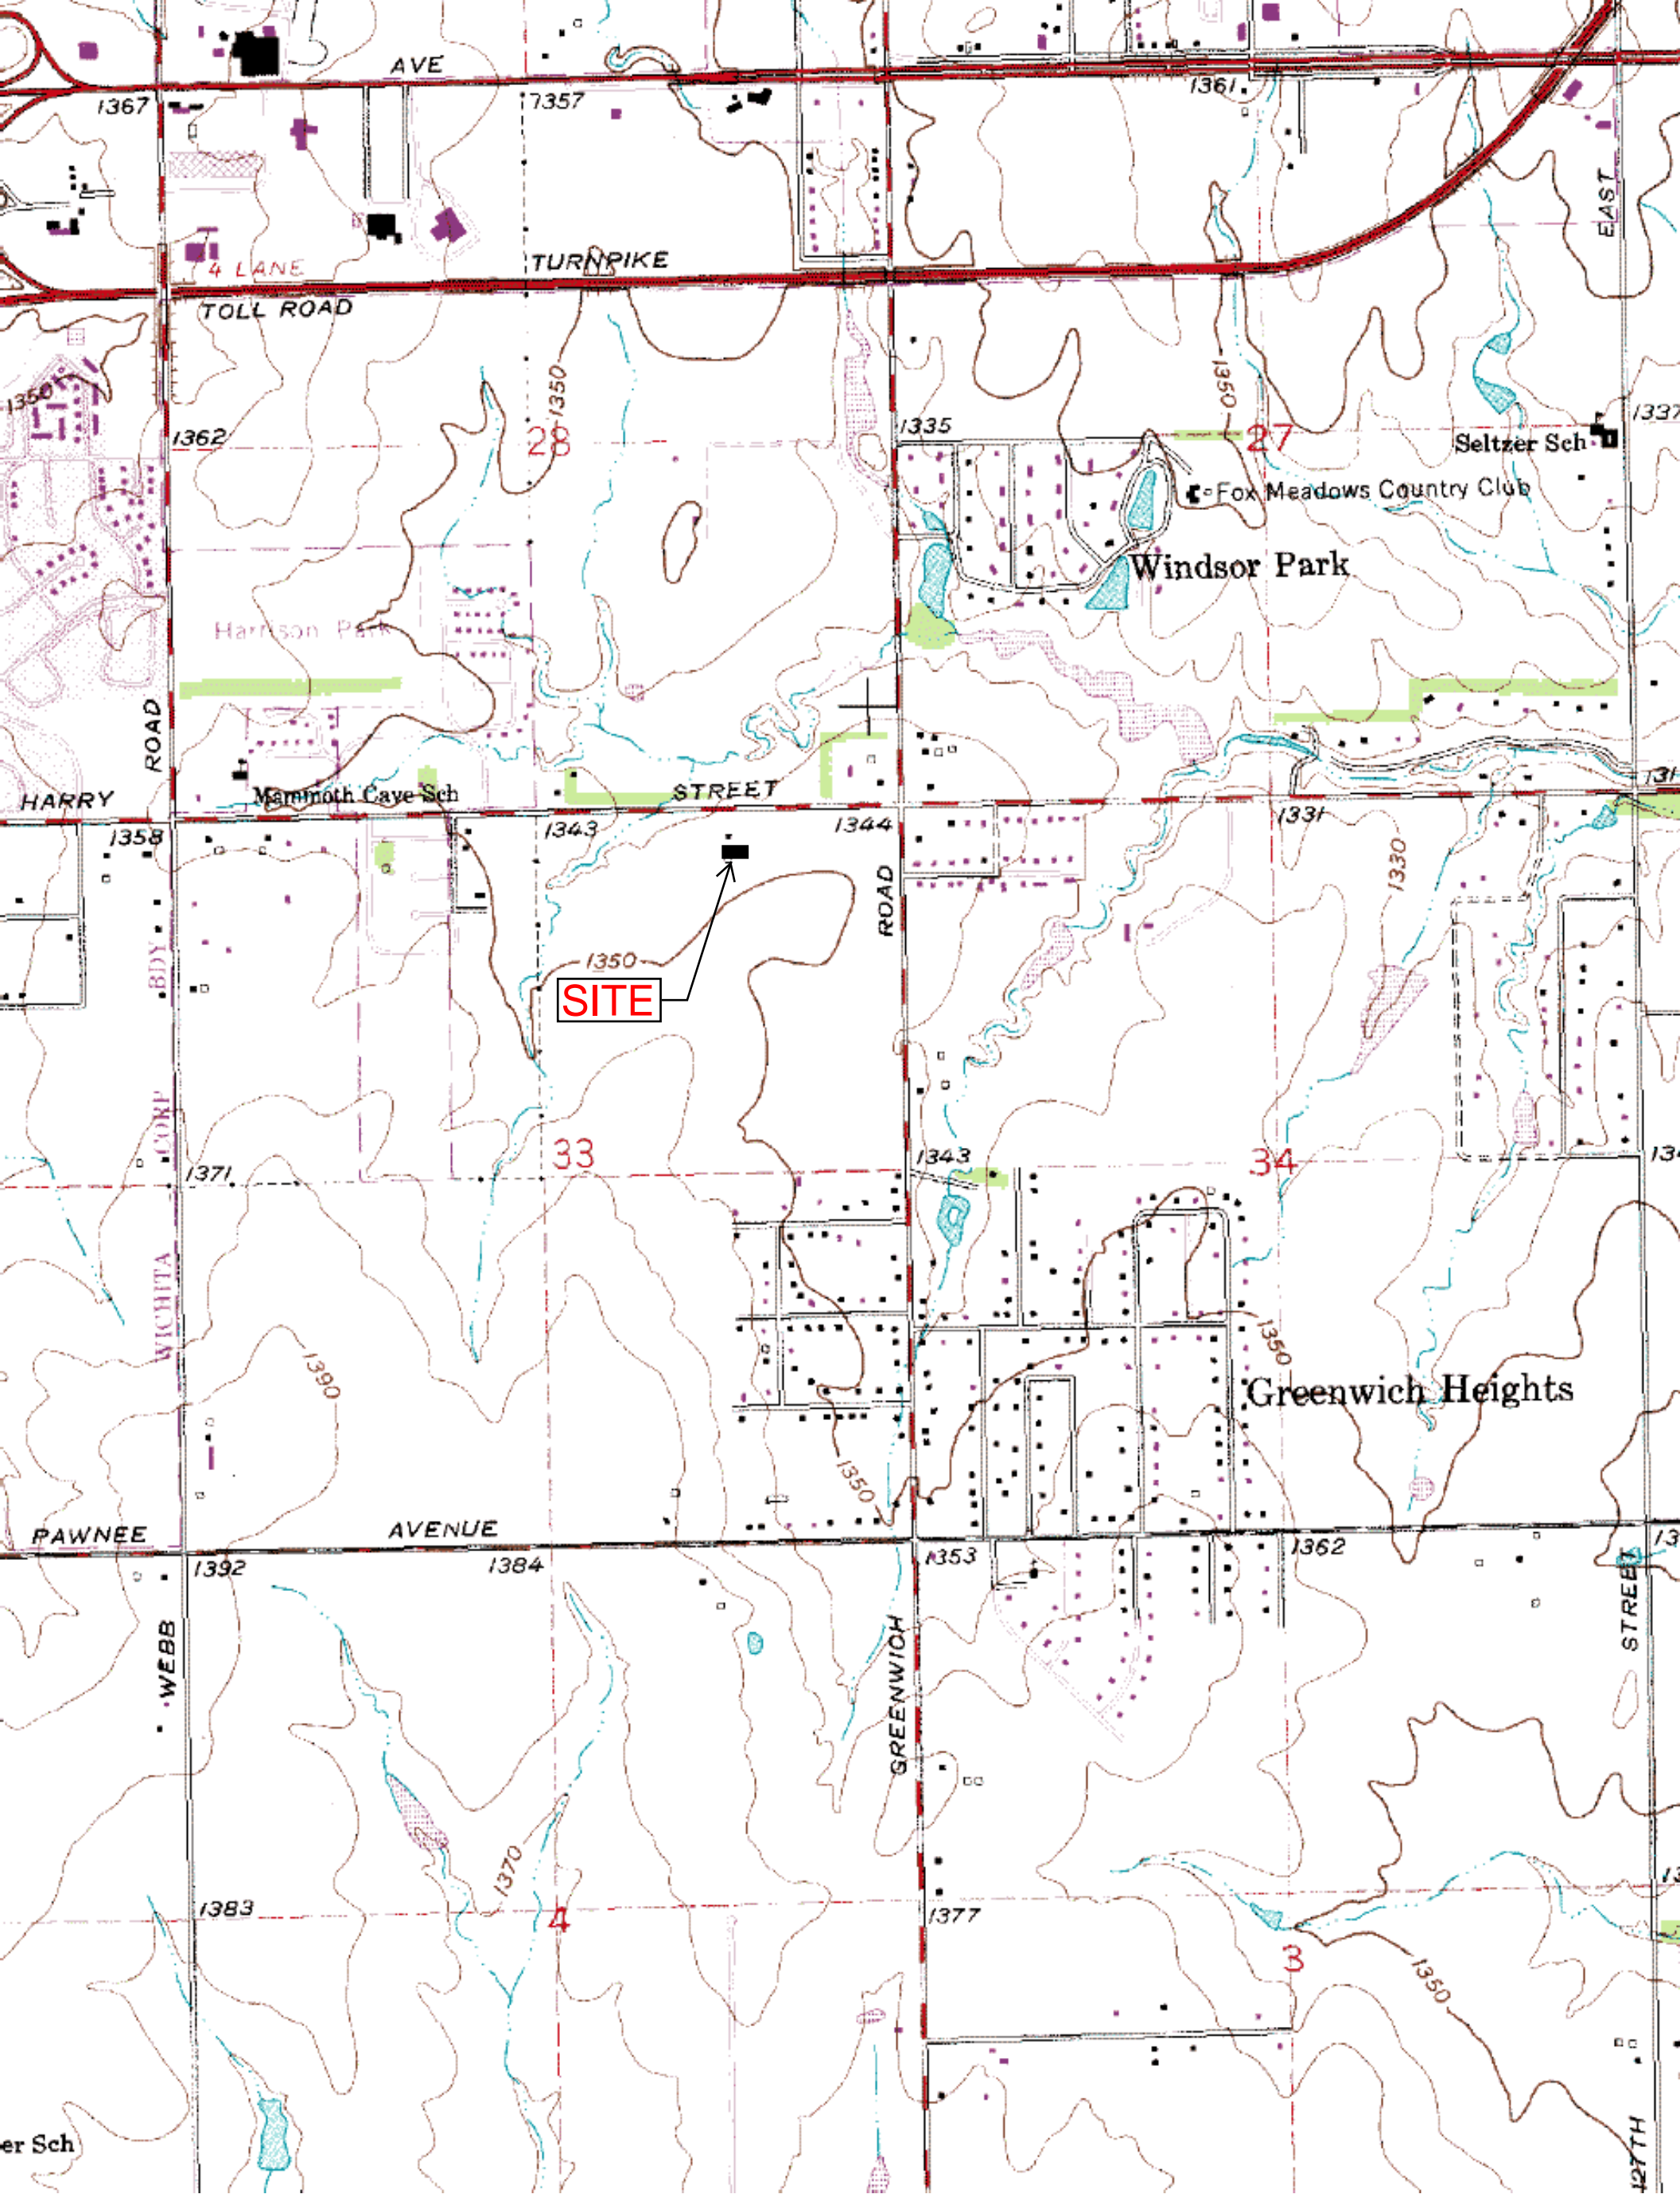 AVE
1367
1357
1361
EAST
TURNPIKE
4 LANE
TOLL ROAD
1350
1350
1350
1362
28
1335
27
1337
Seltzer Sch
Fox Meadows Country Club
Windsor Park
Harrison Park
ROAD
HARRY
Mammoth Cave Sch
STREET
1358
1343
1344
1331
1330
ROAD
BDY
1350
SITE
CORP
33
1343
34
1371
WICHITA
1390
1350
Greenwich Heights
1350
PAWNEE
AVENUE
1392
1384
1353
1362
WEBB
GREENWICH
STREET
1370
1383
4
1377
3
1350
er Sch
127TH